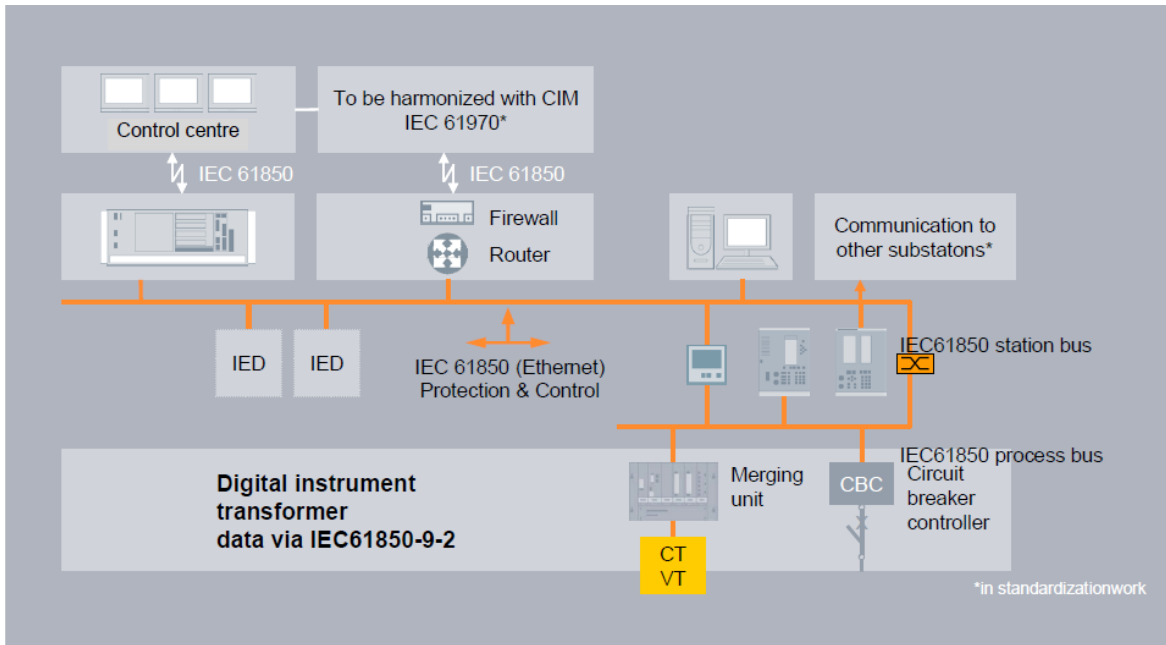 Control centre
To be harmonized with CIM
IEC 61970*
IEC 61850
IEC 61850
Firewall
Router
Communication to
other substatons*
IED
IED
IEC 61850 (Ethernet)
Protection & Control
IEC61850 station bus
IEC61850 process bus
Digital instrument
transformer
data via IEC61850-9-2
Merging
unit
CBC
Circuit
breaker
controller
CT
VT
*in standardizationwork